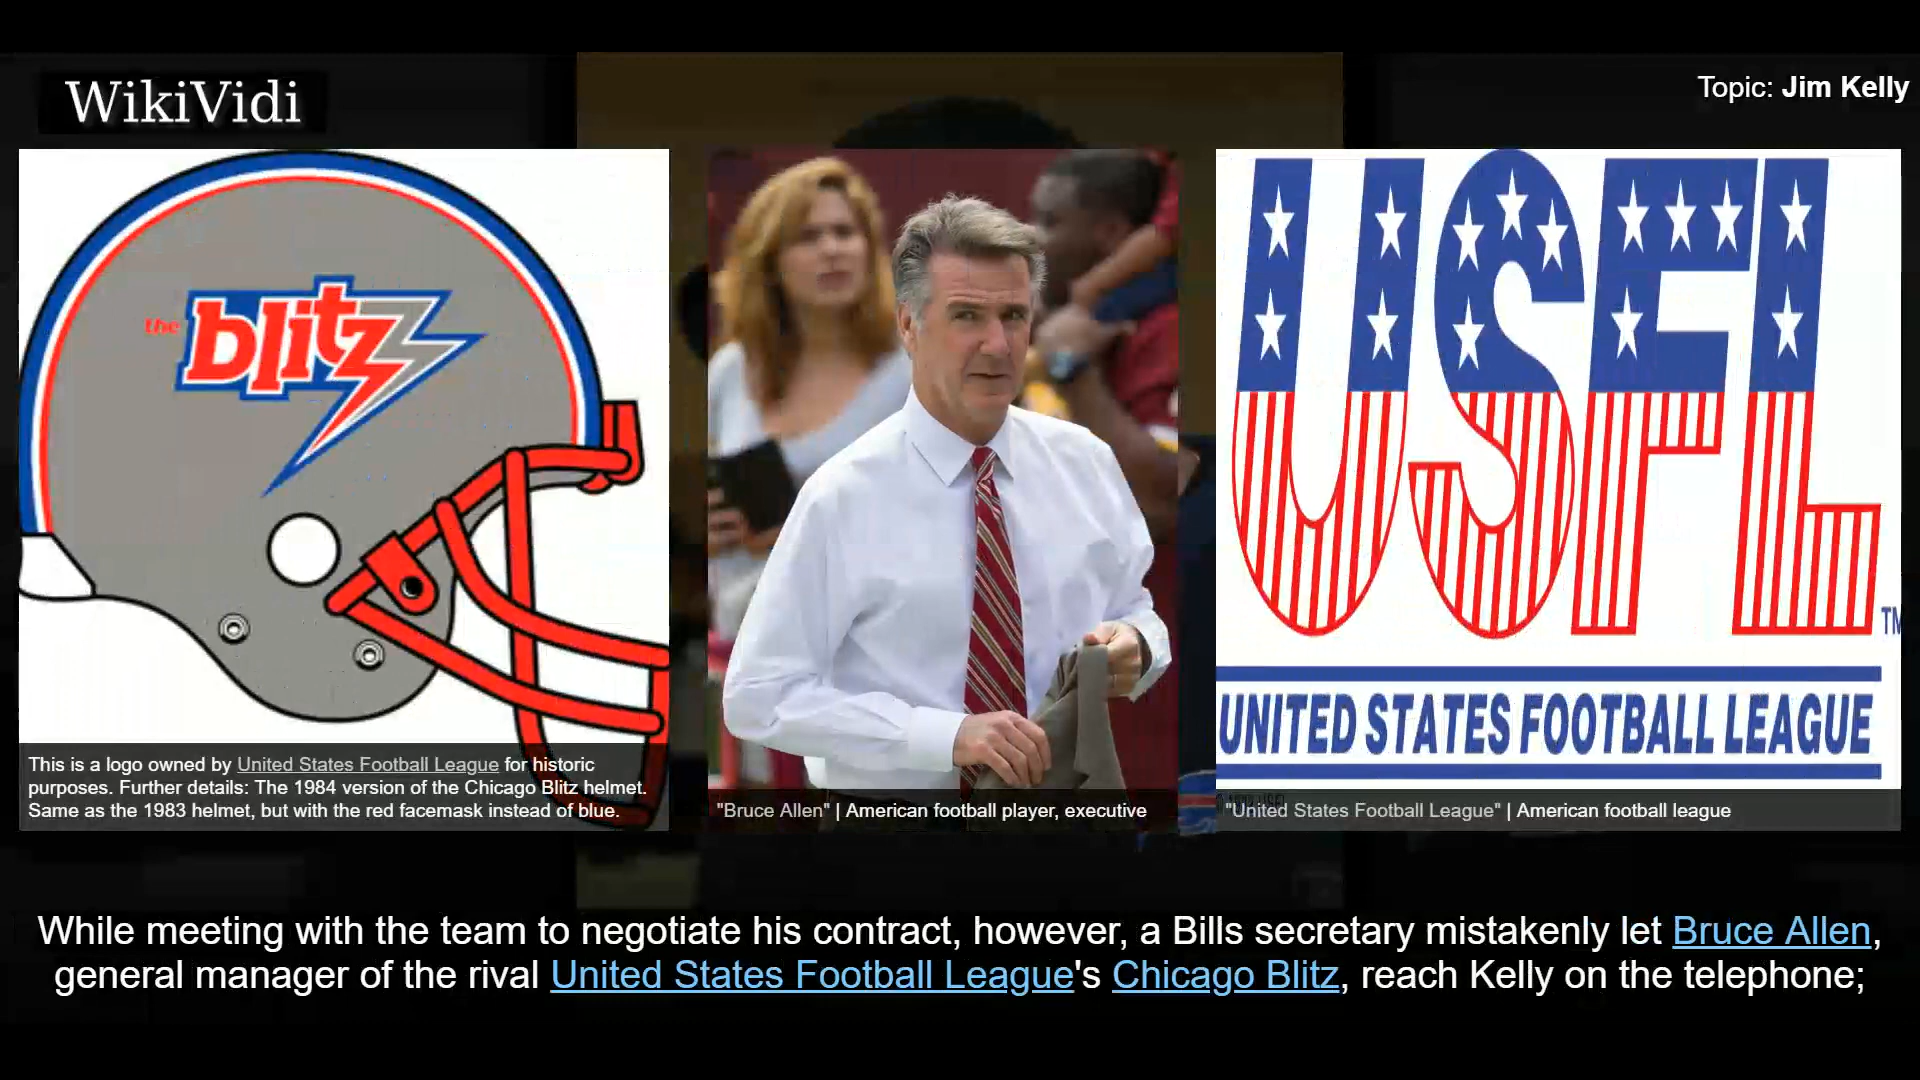 WikiVidi
Topic: Jim Kelly
the blitz
USFL
TM
UNITED STATES FOOTBALL LEAGUE
This is a logo owned by United States Football League for historic
purposes. Further details: The 1984 version of the Chicago Blitz helmet.
Same as the 1983 helmet, but with the red facemask instead of blue.
"Bruce Allen" | American football player, executive
"United States Football League" | American football league
While meeting with the team to negotiate his contract, however, a Bills secretary mistakenly let Bruce Allen,
general manager of the rival United States Football League's Chicago Blitz, reach Kelly on the telephone;